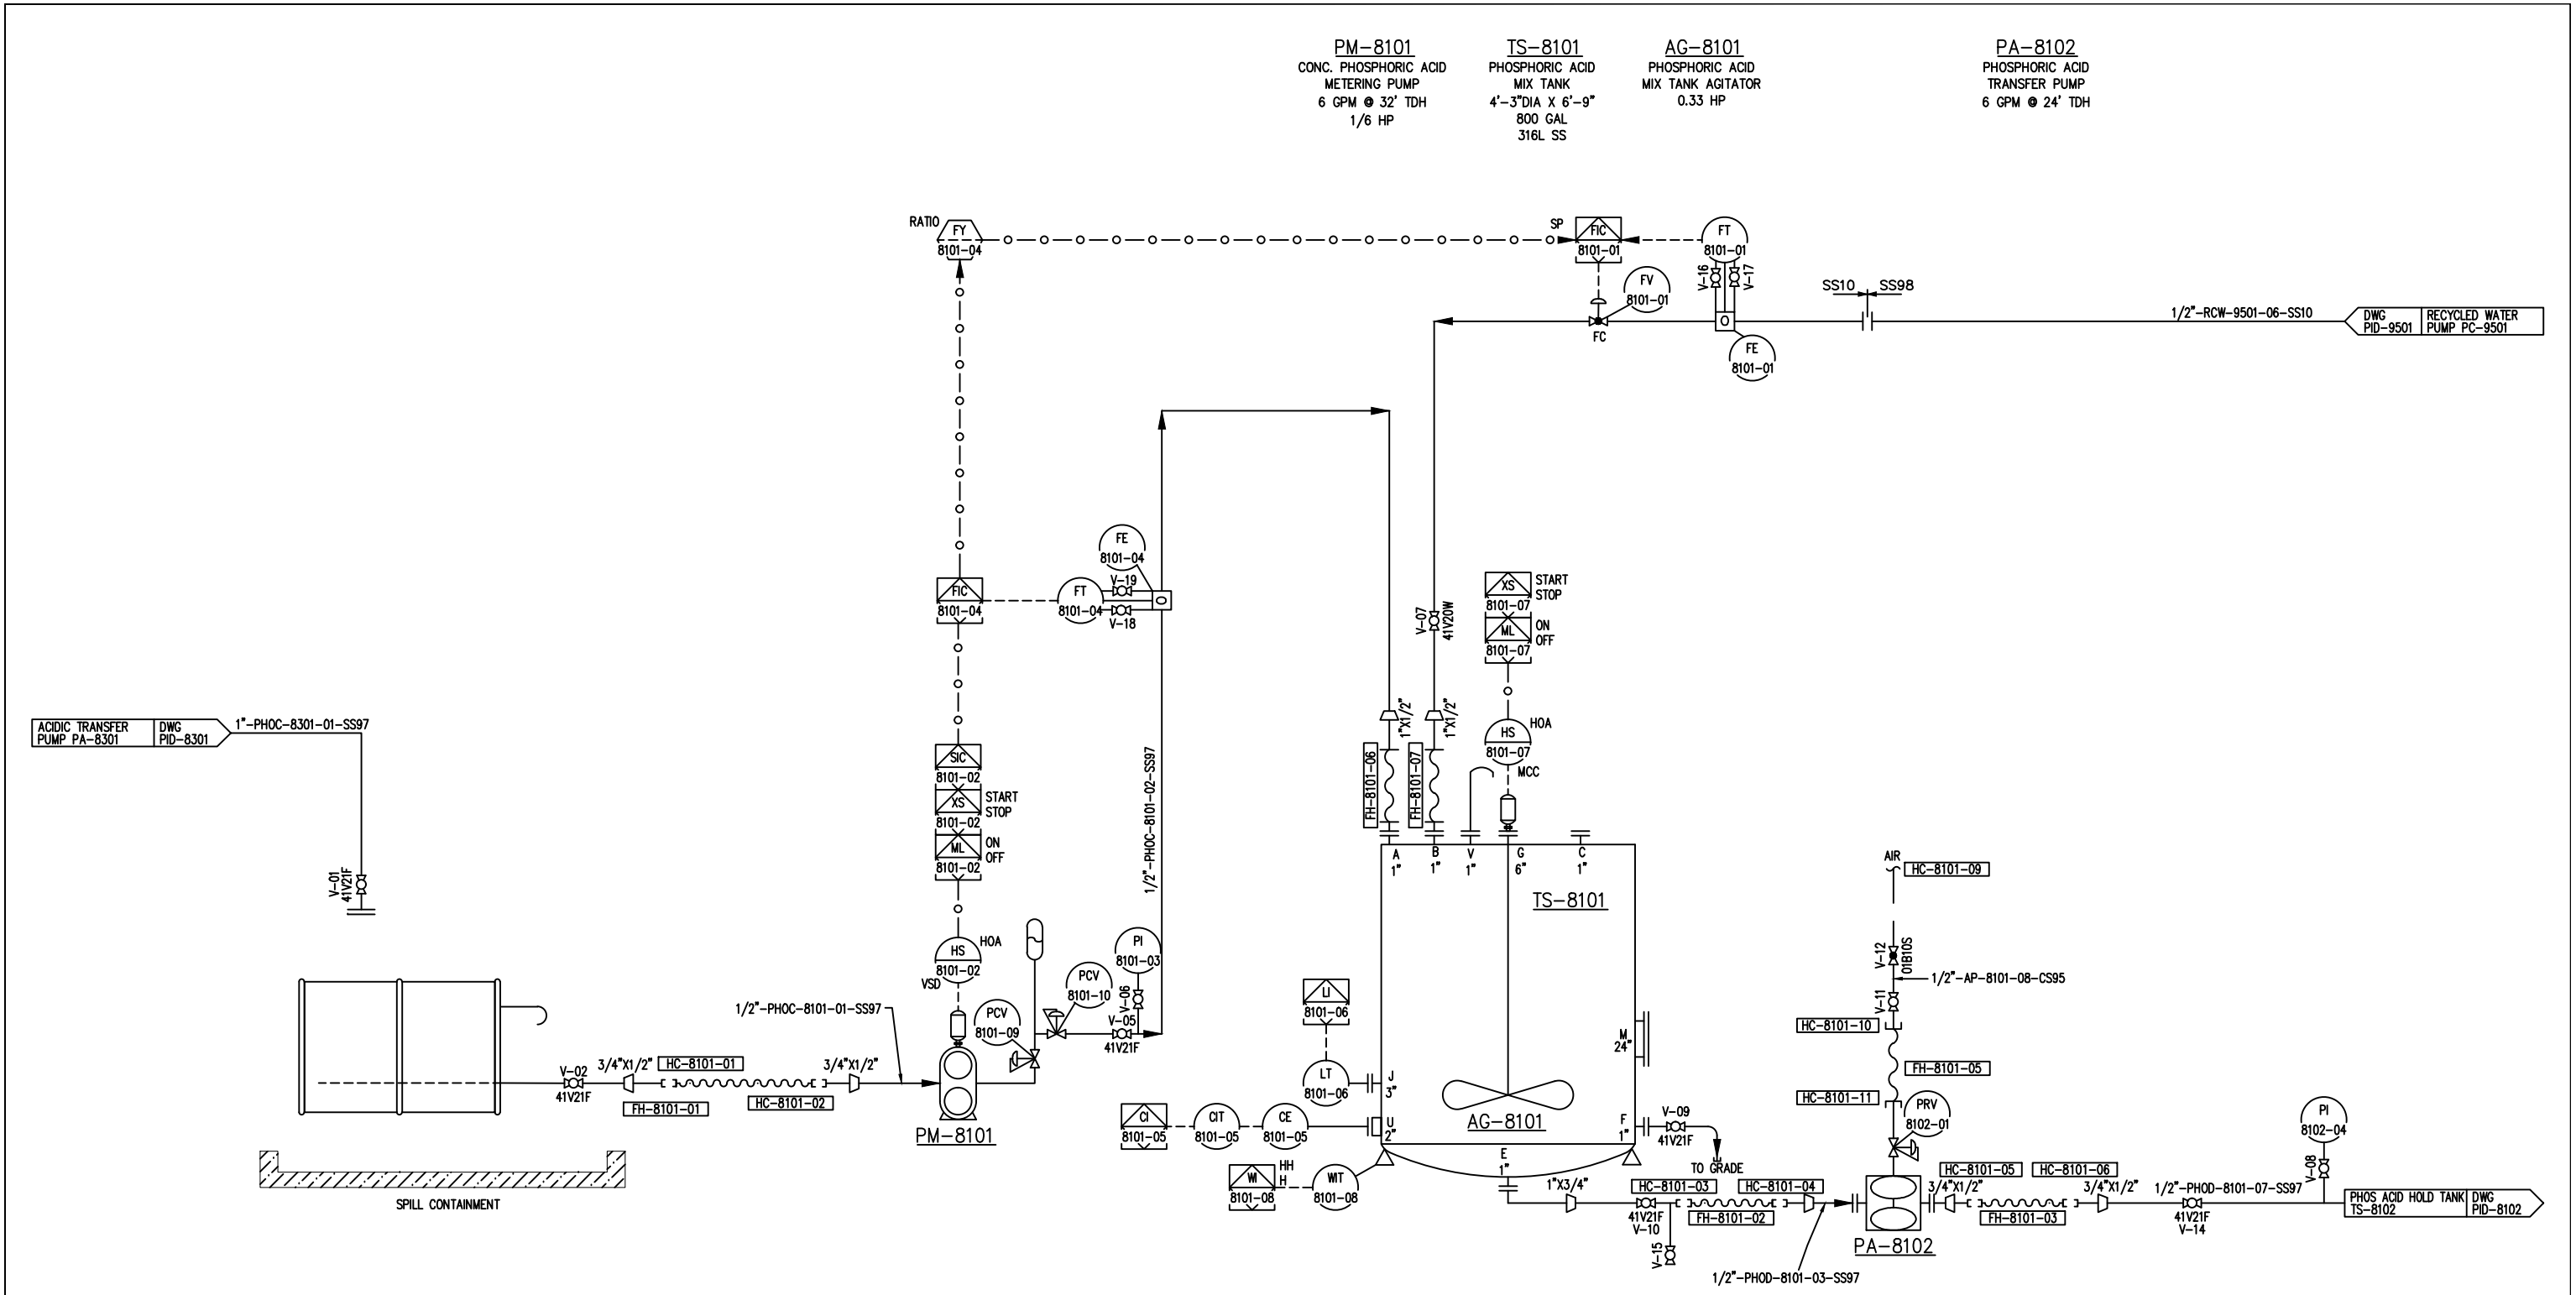 PM-8101
CONC. PHOSPHORIC ACID
METERING PUMP
6 GPM @ 32' TDH
1/6 HP
TS-8101
PHOSPHORIC ACID
MIX TANK
4'-3"DIA X 6'-9"
800 GAL
316L SS
AG-8101
PHOSPHORIC ACID
MIX TANK AGITATOR
0.33 HP
PA-8102
PHOSPHORIC ACID
TRANSFER PUMP
6 GPM @ 24' TDH
RATIO
FY
8101-04
SP
FIC
8101-01
FT
8101-01
V-16
V-17
FV
8101-01
FC
FE
8101-01
SS10
SS98
1/2"-RCW-9501-06-SS10
DWG
PID-9501
RECYCLED WATER
PUMP PC-9501
FE
8101-04
V-19
FIC
8101-04
FT
8101-04
V-18
XS
8101-07
START
STOP
ML
8101-07
ON
OFF
V-07
41V20W
HS
8101-07
HOA
MCC
1"X1/2"
1"X1/2"
FH-8101-06
FH-8101-07
ACIDIC TRANSFER
PUMP PA-8301
DWG
PID-8301
1"-PHOC-8301-01-SS97
V-01
41V21F
SIC
8101-02
XS
8101-02
START
STOP
ML
8101-02
ON
OFF
HS
8101-02
HOA
VSD
1/2"-PHOC-8101-02-SS97
A
1"
B
1"
V
1"
G
6"
C
1"
TS-8101
AIR
HC-8101-09
V-12
01B10S
1/2"-AP-8101-08-CS95
V-11
HC-8101-10
FH-8101-05
HC-8101-11
PRV
8102-01
PI
8101-03
PCV
8101-10
V-06
V-05
41V21F
PCV
8101-09
1/2"-PHOC-8101-01-SS97
V-02
41V21F
3/4"X1/2"
HC-8101-01
FH-8101-01
HC-8101-02
3/4"X1/2"
PM-8101
SPILL CONTAINMENT
LI
8101-06
LT
8101-06
J
3"
M
24"
CI
8101-05
CIT
8101-05
CE
8101-05
U
2"
AG-8101
F
1"
V-09
41V21F
TO GRADE
WI
8101-08
HH
H
WIT
8101-08
E
1"
1"X3/4"
HC-8101-03
HC-8101-04
41V21F
V-10
FH-8101-02
V-15
1/2"-PHOD-8101-03-SS97
PA-8102
HC-8101-05
HC-8101-06
3/4"X1/2"
3/4"X1/2"
FH-8101-03
1/2"-PHOD-8101-07-SS97
41V21F
V-14
PI
8102-04
V-08
PHOS ACID HOLD TANK
TS-8102
DWG
PID-8102